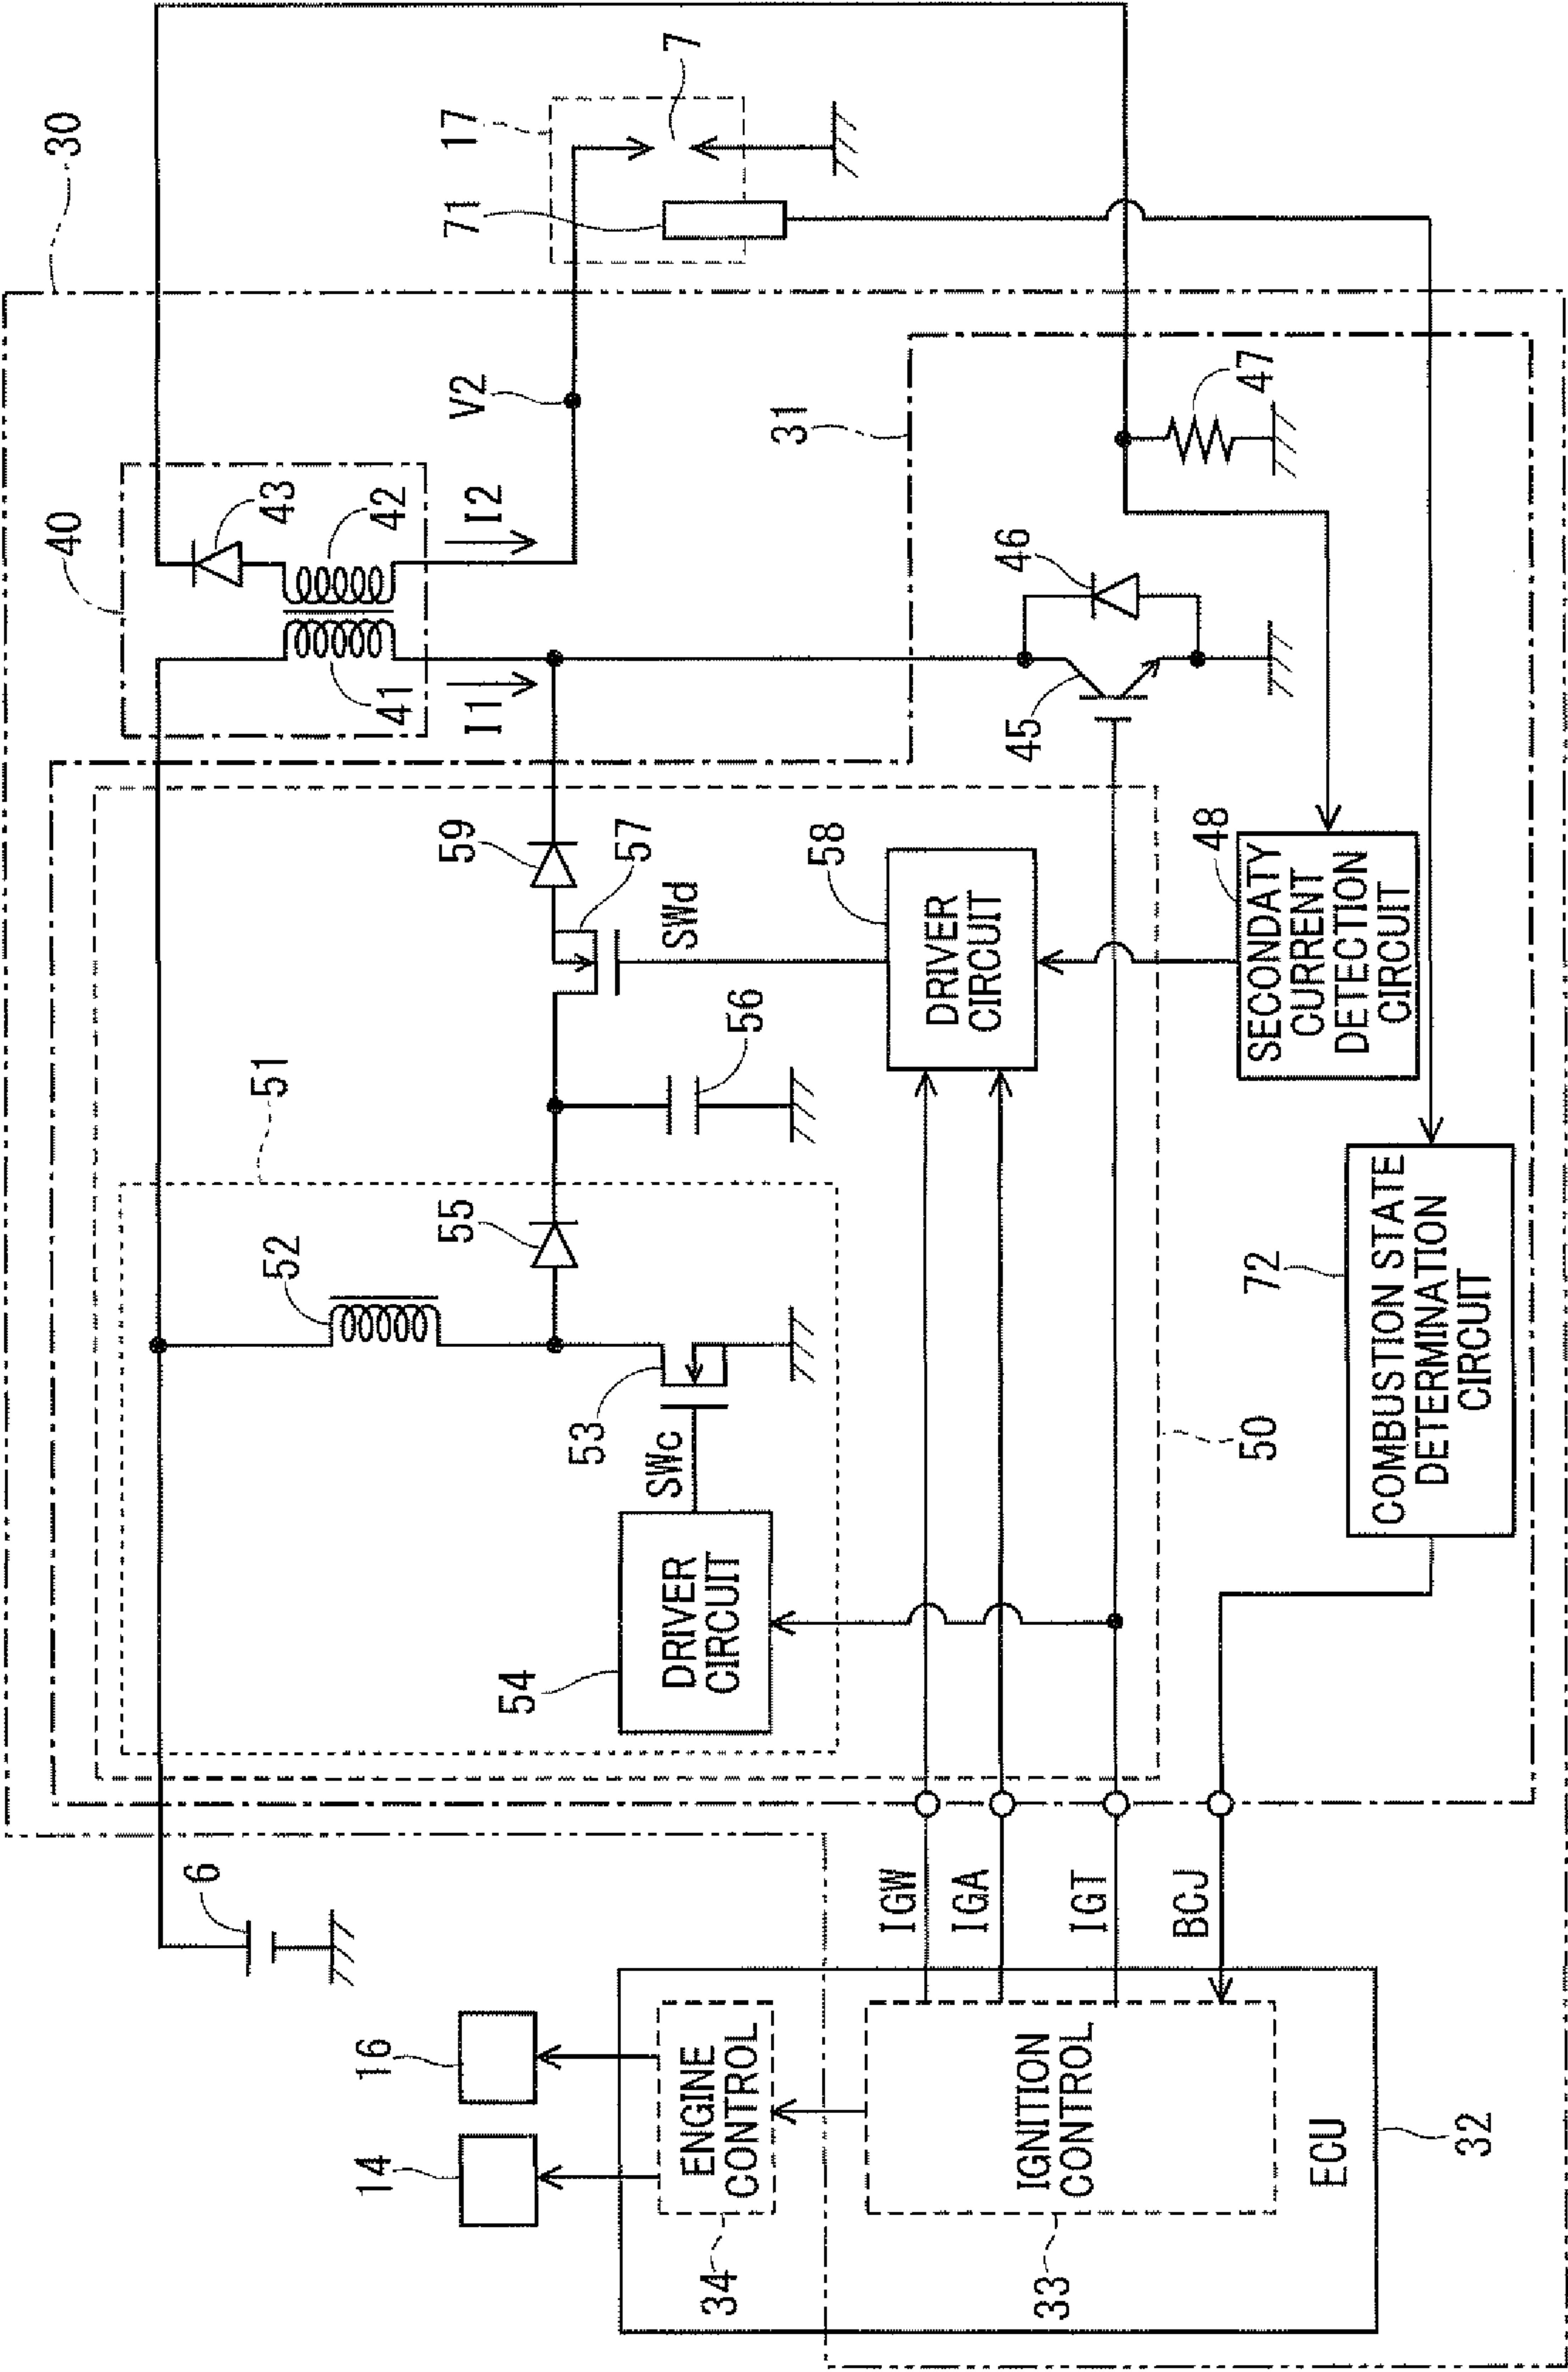 30
17
7
71
V2
40
43
42
41
I2
I1
31
47
46
45
59
57
SWd
58
DRIVER
CIRCUIT
48
SECONDATY
CURRENT
DETECTION
CIRCUIT
56
51
55
52
53
SWc
54
DRIVER
CIRCUIT
50
72
COMBUSTION STATE
DETERMINATION
CIRCUIT
6
IGW
IGA
IGT
BCJ
16
14
ENGINE
CONTROL
34
IGNITION
CONTROL
33
ECU
32